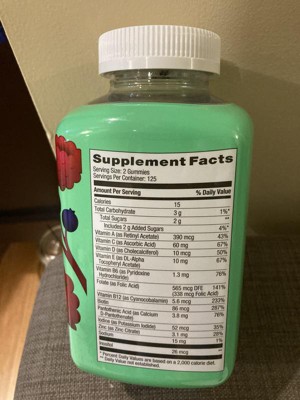 Supplement Facts
Serving Size: 2 Gummies
Servings Per Container: 125
Amount Per Serving % Daily Value
Calories 15
Total Carbohydrate 3 g 1%*
Total Sugars 2 g **
Includes 2 g Added Sugars 4%*
Vitamin A (as Retinyl Acetate) 390 mcg 43%
Vitamin C (as Ascorbic Acid) 60 mg 67%
Vitamin D (as Cholecalciferol) 10 mcg 50%
Vitamin E (as DL-Alpha
Tocopheryl Acetate) 10 mg 67%
Vitamin B6 (as Pyridoxine
Hydrochloride) 1.3 mg 76%
Folate (as Folic Acid) 565 mcg DFE 141%
(338 mcg Folic Acid)
Vitamin B12 (as Cyanocobalamin) 5.6 mcg 233%
Biotin 86 mcg 287%
Pantothenic Acid (as Calcium
D-Pantothenate) 3.8 mg 76%
Iodine (as Potassium Iodide) 52 mcg 35%
Zinc (as Zinc Citrate) 3.1 mg 28%
Sodium 15 mg 1%
Inositol 26 mcg **
* Percent Daily Values are based on a 2,000 calorie diet.
** Daily Value not established.